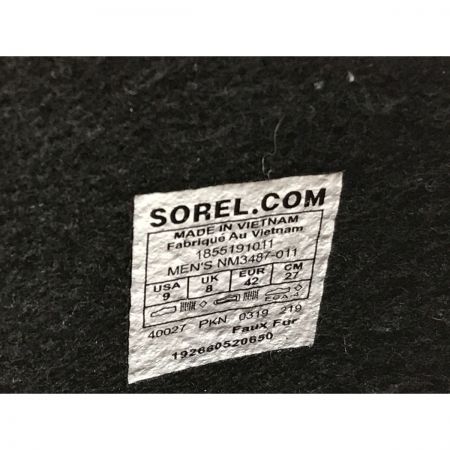 SOREL.COM
MADE IN VIETNAM
Fabriqué Au Vietnam
1855191011
MEN'S NM3487-011
USA UK EUR CM
9 8 42 27
40027 PKN 0319 219
Faux Fur
192660520650